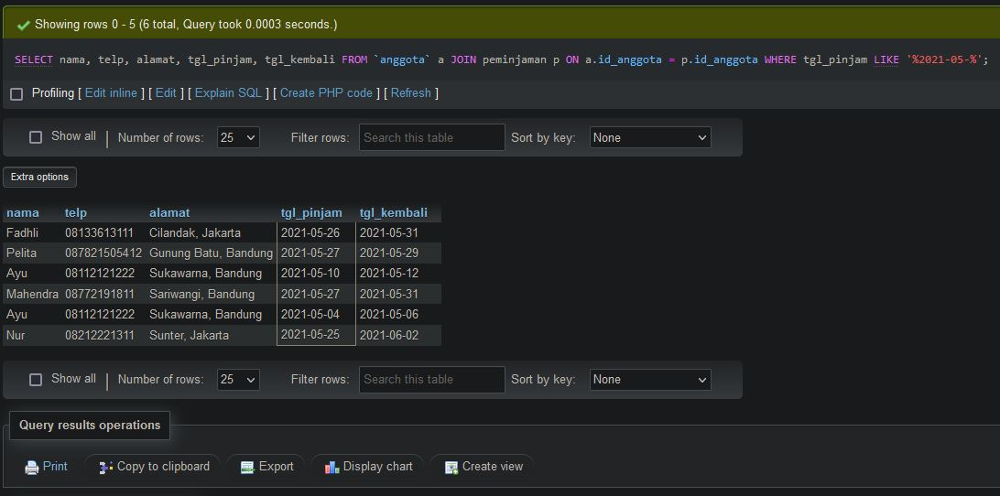 Showing rows 0 - 5 (6 total, Query took 0.0003 seconds.)
SELECT nama, telp, alamat, tgl_pinjam, tgl_kembali FROM `anggota` a JOIN peminjaman p ON a.id_anggota = p.id_anggota WHERE tgl_pinjam LIKE '%2021-05-%';
Profiling [ Edit inline ] [ Edit ] [ Explain SQL ] [ Create PHP code ] [ Refresh ]
Show all | Number of rows: 25 Filter rows: Search this table Sort by key: None
Extra options
nama telp alamat tgl_pinjam tgl_kembali
Fadhli 08133613111 Cilandak, Jakarta 2021-05-26 2021-05-31
Pelita 087821505412 Gunung Batu, Bandung 2021-05-27 2021-05-29
Ayu 08112121222 Sukawarna, Bandung 2021-05-10 2021-05-12
Mahendra 08772191811 Sariwangi, Bandung 2021-05-27 2021-05-31
Ayu 08112121222 Sukawarna, Bandung 2021-05-04 2021-05-06
Nur 08212221311 Sunter, Jakarta 2021-05-25 2021-06-02
Show all | Number of rows: 25 Filter rows: Search this table Sort by key: None
Query results operations
Print Copy to clipboard Export Display chart Create view